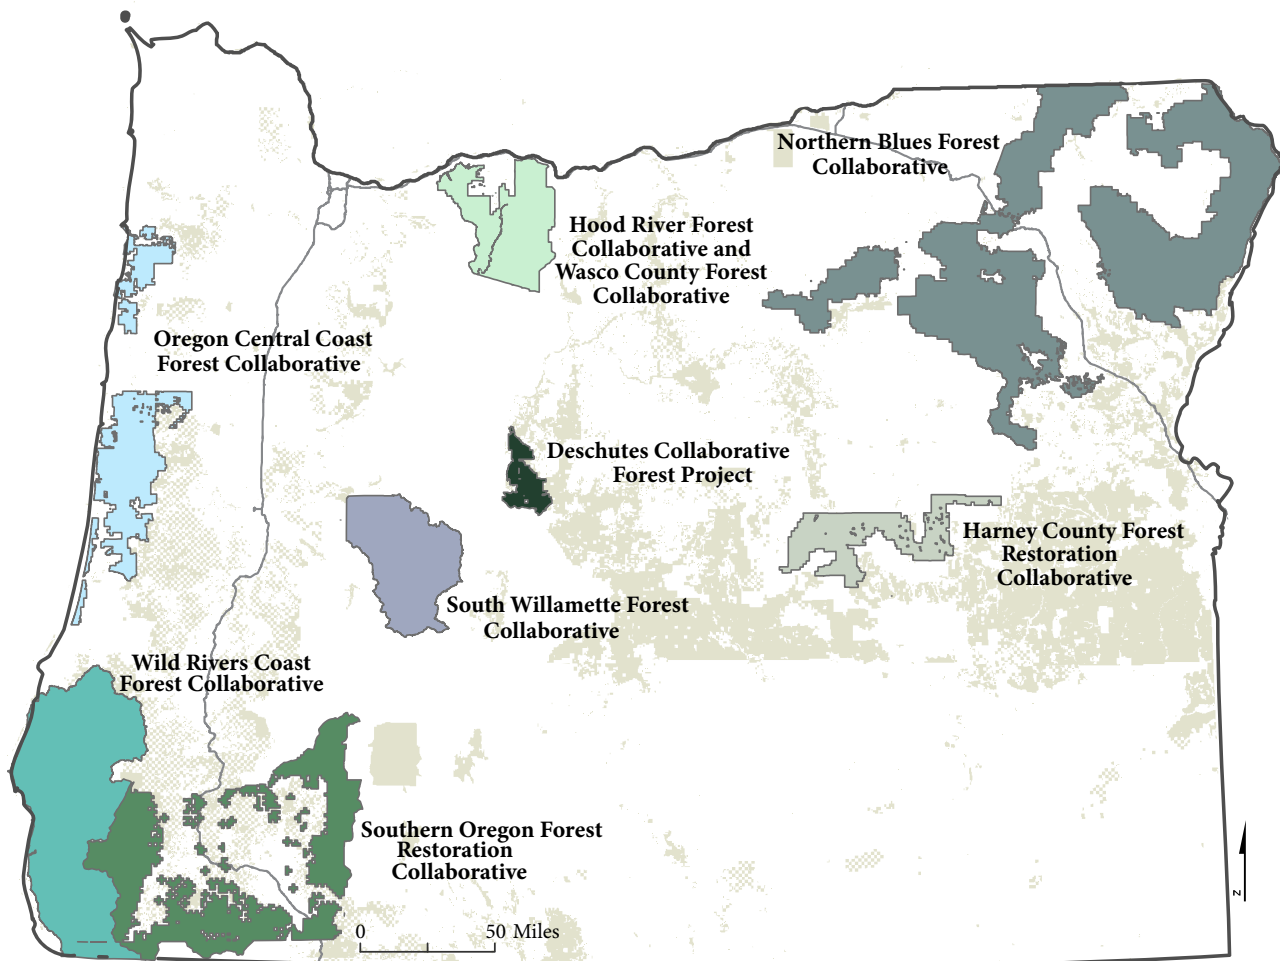 Northern Blues Forest
Collaborative
Hood River Forest
Collaborative and
Wasco County Forest
Collaborative
Oregon Central Coast
Forest Collaborative
Deschutes Collaborative
Forest Project
Harney County Forest
Restoration
Collaborative
South Willamette Forest
Collaborative
Wild Rivers Coast
Forest Collaborative
Southern Oregon Forest
Restoration
Collaborative
0 50 Miles
N